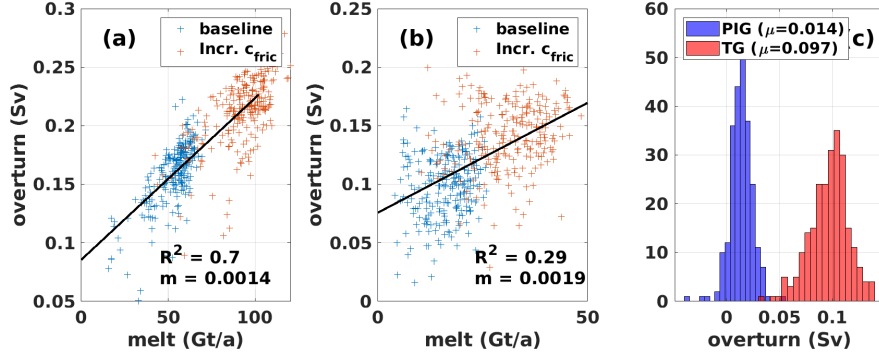 (a)
baseline
Incr. c_fric
0.3
0.25
0.2
0.15
0.1
0.05
overturn (Sv)
R² = 0.7
m = 0.0014
0 50 100
melt (Gt/a)
(b)
baseline
Incr. c_fric
0.25
0.2
0.15
0.1
0.05
0
overturn (Sv)
R² = 0.29
m = 0.0019
0 50
melt (Gt/a)
PIG (μ=0.014)
TG (μ=0.097)
c)
60
50
40
30
20
10
0
0 0.05 0.1
overturn (Sv)